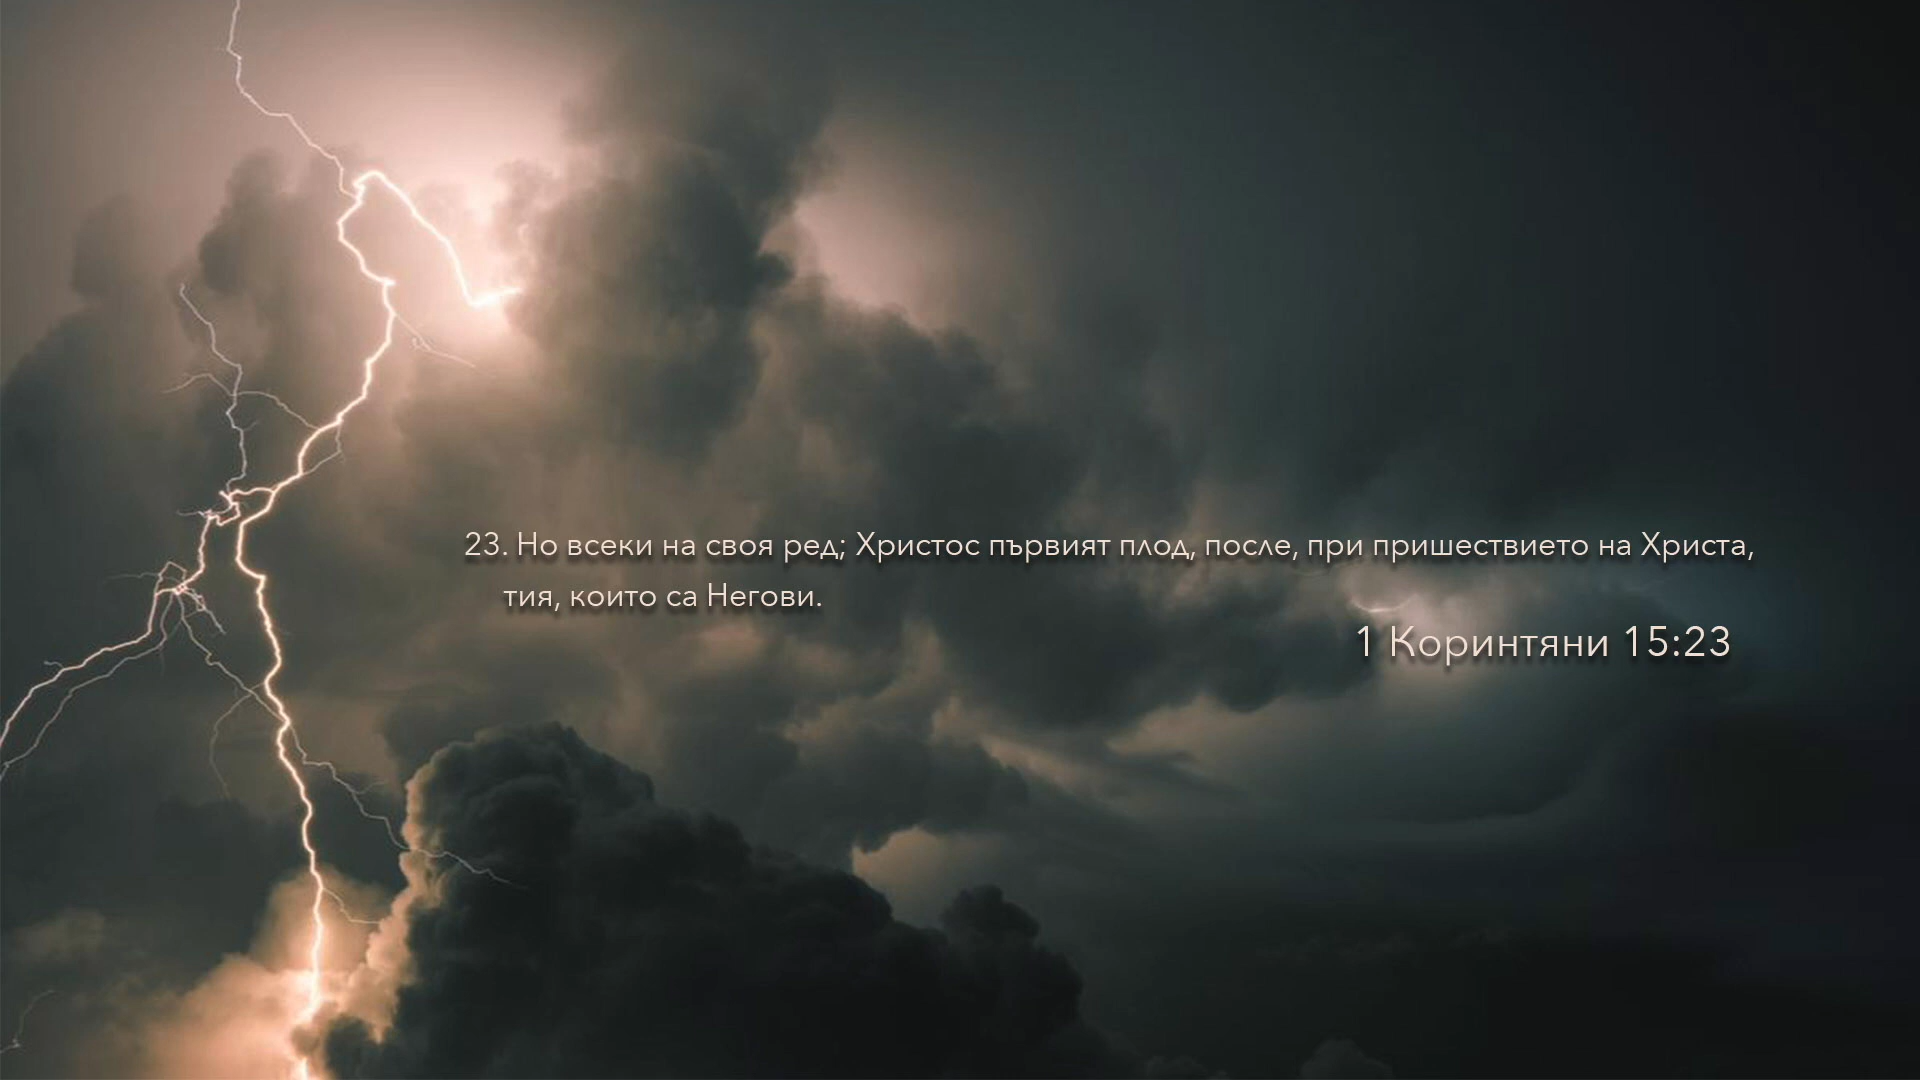 23. Но всеки на своя ред; Христос първият плод, после, при пришествието на Христа,
тия, които са Негови.
1 Коринтяни 15:23